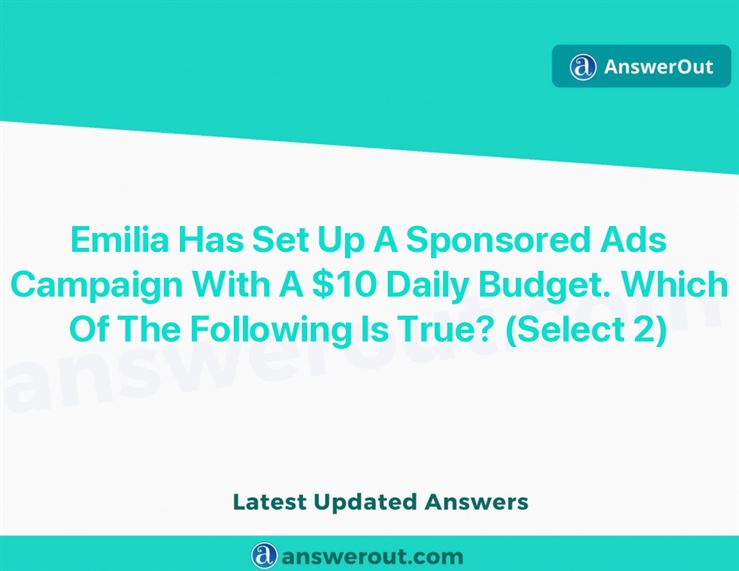 AnswerOut
Emilia Has Set Up A Sponsored Ads
Campaign With A $10 Daily Budget. Which
Of The Following Is True? (Select 2)
answerout.com
Latest Updated Answers
answerout.com